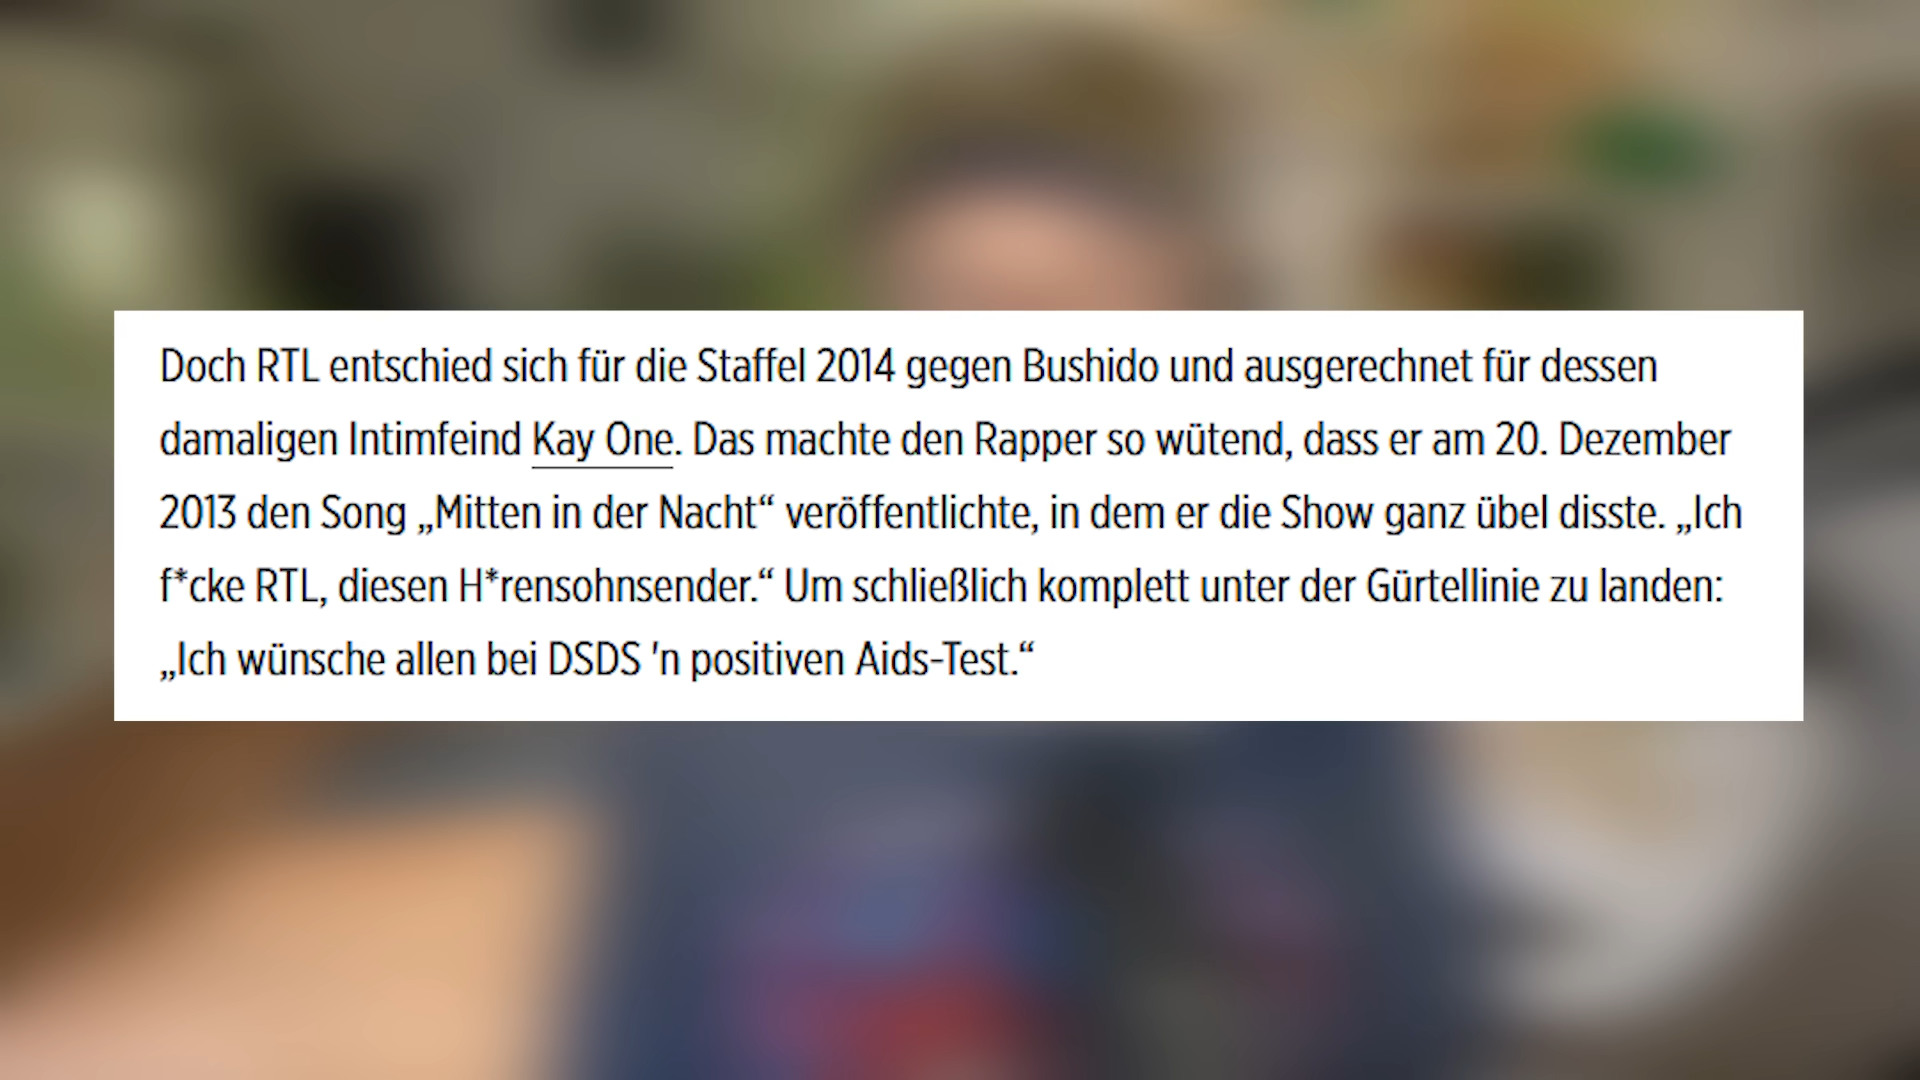 Doch RTL entschied sich für die Staffel 2014 gegen Bushido und ausgerechnet für dessen
damaligen Intimfeind Kay One. Das machte den Rapper so wütend, dass er am 20. Dezember
2013 den Song „Mitten in der Nacht“ veröffentlichte, in dem er die Show ganz übel disste. „Ich
f*cke RTL, diesen H*rensohnsender.“ Um schließlich komplett unter der Gürtellinie zu landen:
„Ich wünsche allen bei DSDS 'n positiven Aids-Test.“